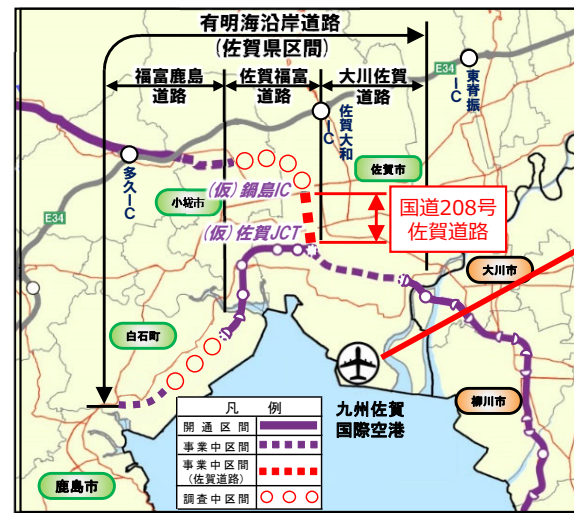 有明海沿岸道路
(佐賀県区間)
福富鹿島
道路
佐賀福富
道路
大川佐賀
道路
E34
東脊振
IC
佐賀大和
IC
佐賀市
多久IC
小城市
(仮)鍋島IC
国道208号
佐賀道路
E34
(仮)佐賀JCT
大川市
白石町
九州佐賀
国際空港
柳川市
鹿島市
凡例
開通区間
事業中区間
事業中区間
(佐賀道路)
調査中区間